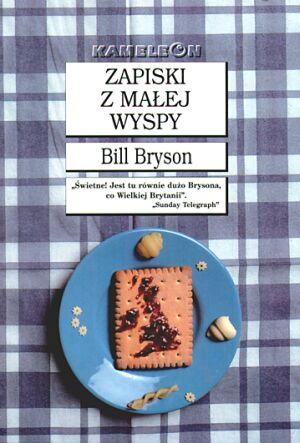 KAMELEON
ZAPISKI
Z MAŁEJ
WYSPY
Bill Bryson
„Świetne! Jest tu równie dużo Brysona,
co Wielkiej Brytanii”.
„Sunday Telegraph”